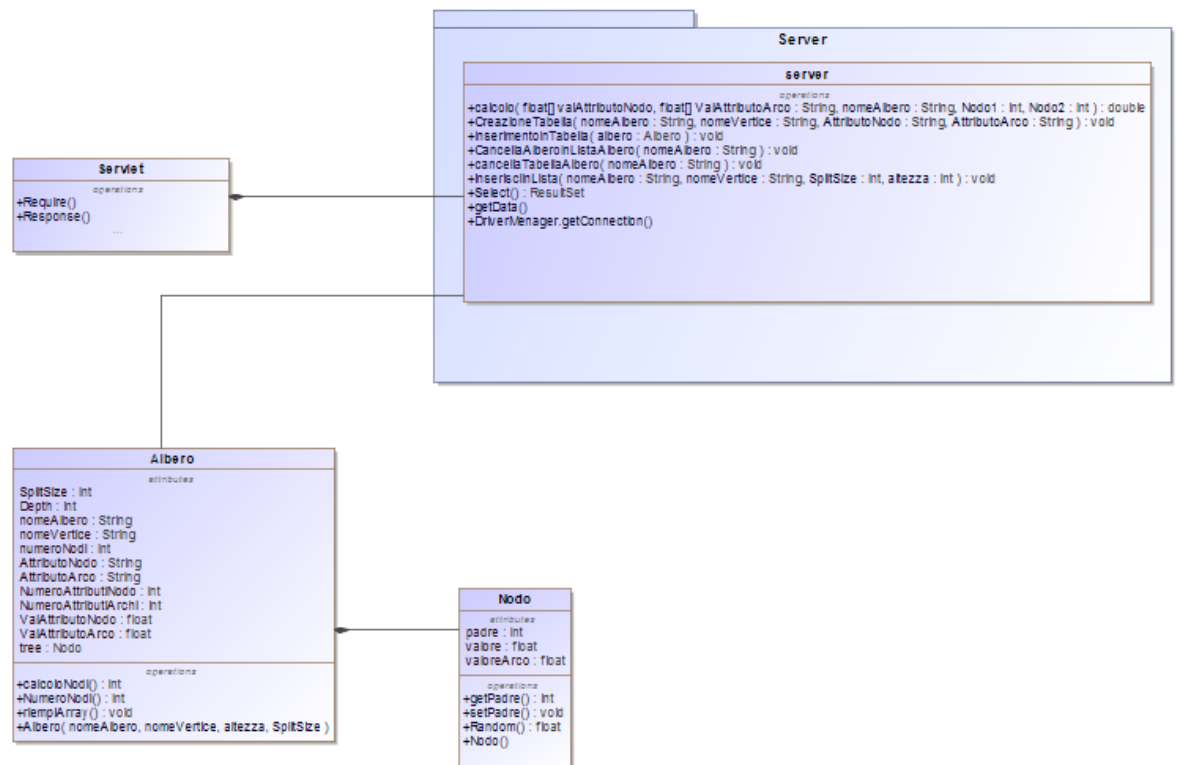 Server
server
operations
+calcolo( float[] valAttributoNodo, float[] ValAttributoArco : String, nomeAlbero : String, Nodo1 : int, Nodo2 : int ) : double
+CreazioneTabella( nomeAlbero : String, nomeVertice : String, AttributoNodo : String, AttributoArco : String ) : void
+InserimentoInTabella( albero : Albero ) : void
+CancellaAlberoInListaAlbero( nomeAlbero : String ) : void
+cancellaTabellaAlbero( nomeAlbero : String ) : void
+InserisciInLista( nomeAlbero : String, nomeVertice : String, SplitSize : int, altezza : int ) : void
+Select() : ResultSet
+getData()
+DriverMenager.getConnection()
Servlet
operations
+Require()
+Response()
...
Albero
attributes
SplitSize : int
Depth : int
nomeAlbero : String
nomeVertice : String
numeroNodi : int
AttributoNodo : String
AttributoArco : String
NumeroAttributiNodo : int
NumeroAttributiArchi : int
ValAttributoNodo : float
ValAttributoArco : float
tree : Nodo
operations
+calcoloNodi() : int
+NumeroNodi() : int
+riempiArray() : void
+Albero( nomeAlbero, nomeVertice, altezza, SplitSize )
Nodo
attributes
padre : int
valore : float
valoreArco : float
operations
+getPadre() : int
+setPadre() : void
+Random() : float
+Nodo()